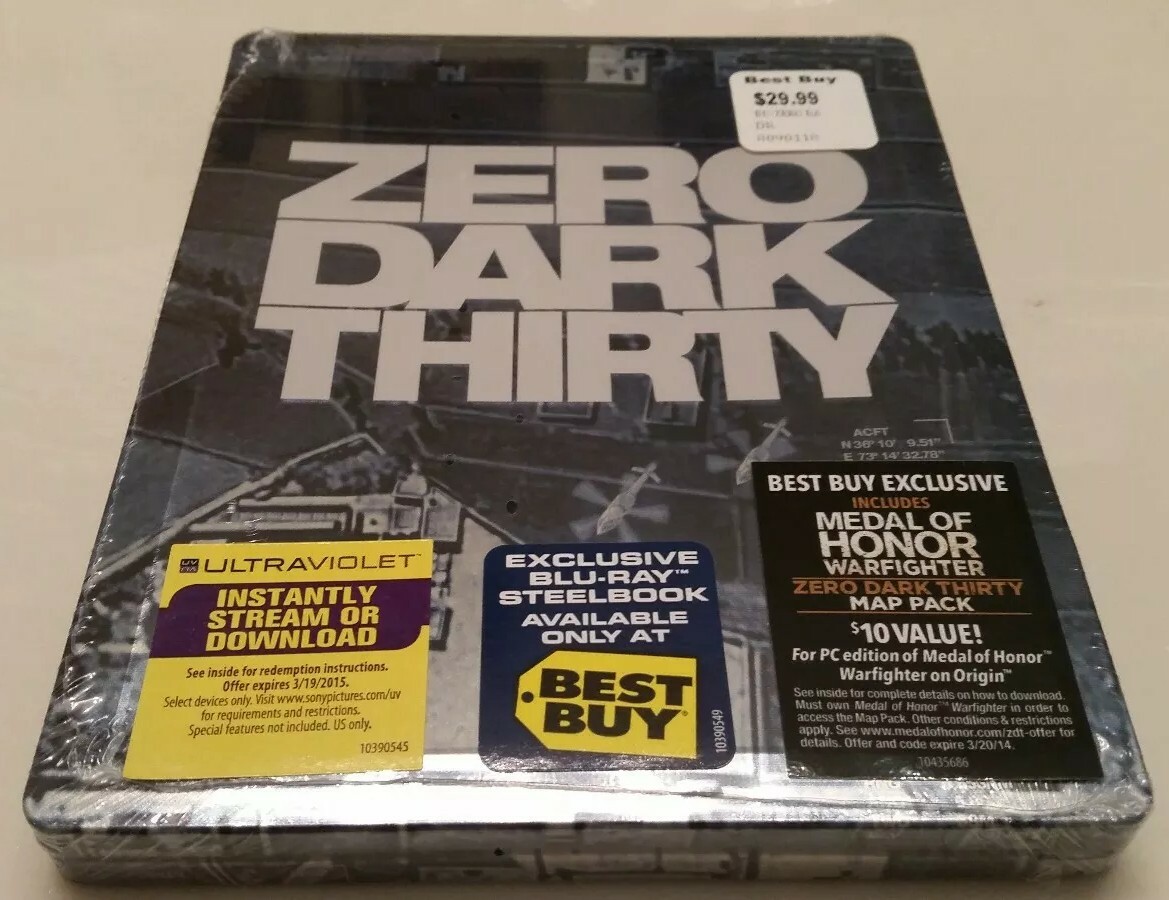 Best Buy
$29.99
ZERO
DARK
THIRTY
ACFT
N 36° 10' 9.51"
E 73° 14' 32.78"
ULTRAVIOLET™
INSTANTLY
STREAM OR
DOWNLOAD
See inside for redemption instructions.
Offer expires 3/19/2015.
Select devices only. Visit www.sonypictures.com/uv
for requirements and restrictions.
Special features not included. US only.
10390545
EXCLUSIVE
BLU-RAY™
STEELBOOK
AVAILABLE
ONLY AT
BEST
BUY®
10390549
BEST BUY EXCLUSIVE
INCLUDES
MEDAL OF
HONOR
WARFIGHTER
ZERO DARK THIRTY
MAP PACK
$10 VALUE!
For PC edition of Medal of Honor™
Warfighter on Origin™
See inside for complete details on how to download.
Must own Medal of Honor™ Warfighter in order to
access the Map Pack. Other conditions & restrictions
apply. See www.medalofhonor.com/zdt-offer for
details. Offer and code expire 3/20/14.
10435686